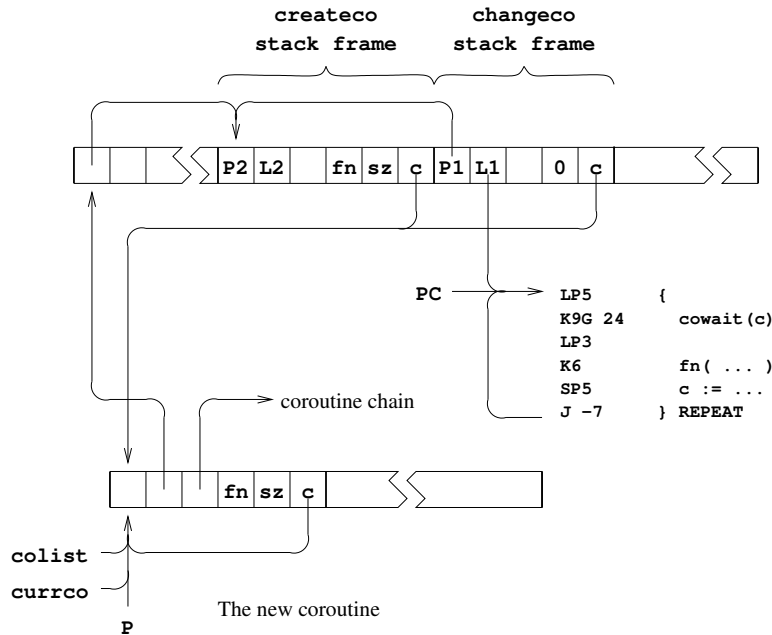 createco changeco
stack frame stack frame
P2 L2 fn sz c P1 L1 0 c
PC
LP5 {
K9G 24 cowait(c)
LP3
K6 fn( ... )
SP5 c := ...
J −7 } REPEAT
coroutine chain
fn sz c
colist
currco
The new coroutine
P